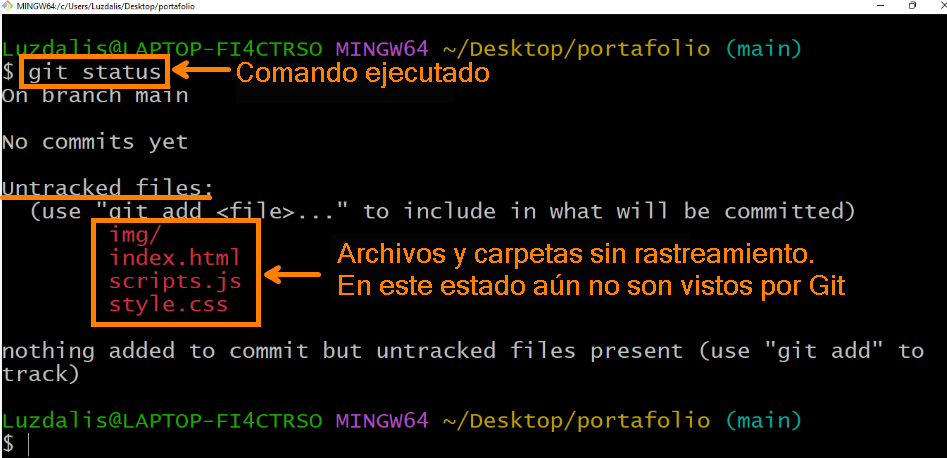 MINGW64:/c/Users/Luzdalis/Desktop/portafolio
Luzdalis@LAPTOP-FI4CTRSO MINGW64 ~/Desktop/portafolio (main)
$ git status Comando ejecutado
On branch main
No commits yet
Untracked files:
(use "git add <file>..." to include in what will be committed)
img/
index.html
scripts.js
style.css
Archivos y carpetas sin rastreamiento.
En este estado aún no son vistos por Git
nothing added to commit but untracked files present (use "git add" to
track)
Luzdalis@LAPTOP-FI4CTRSO MINGW64 ~/Desktop/portafolio (main)
$